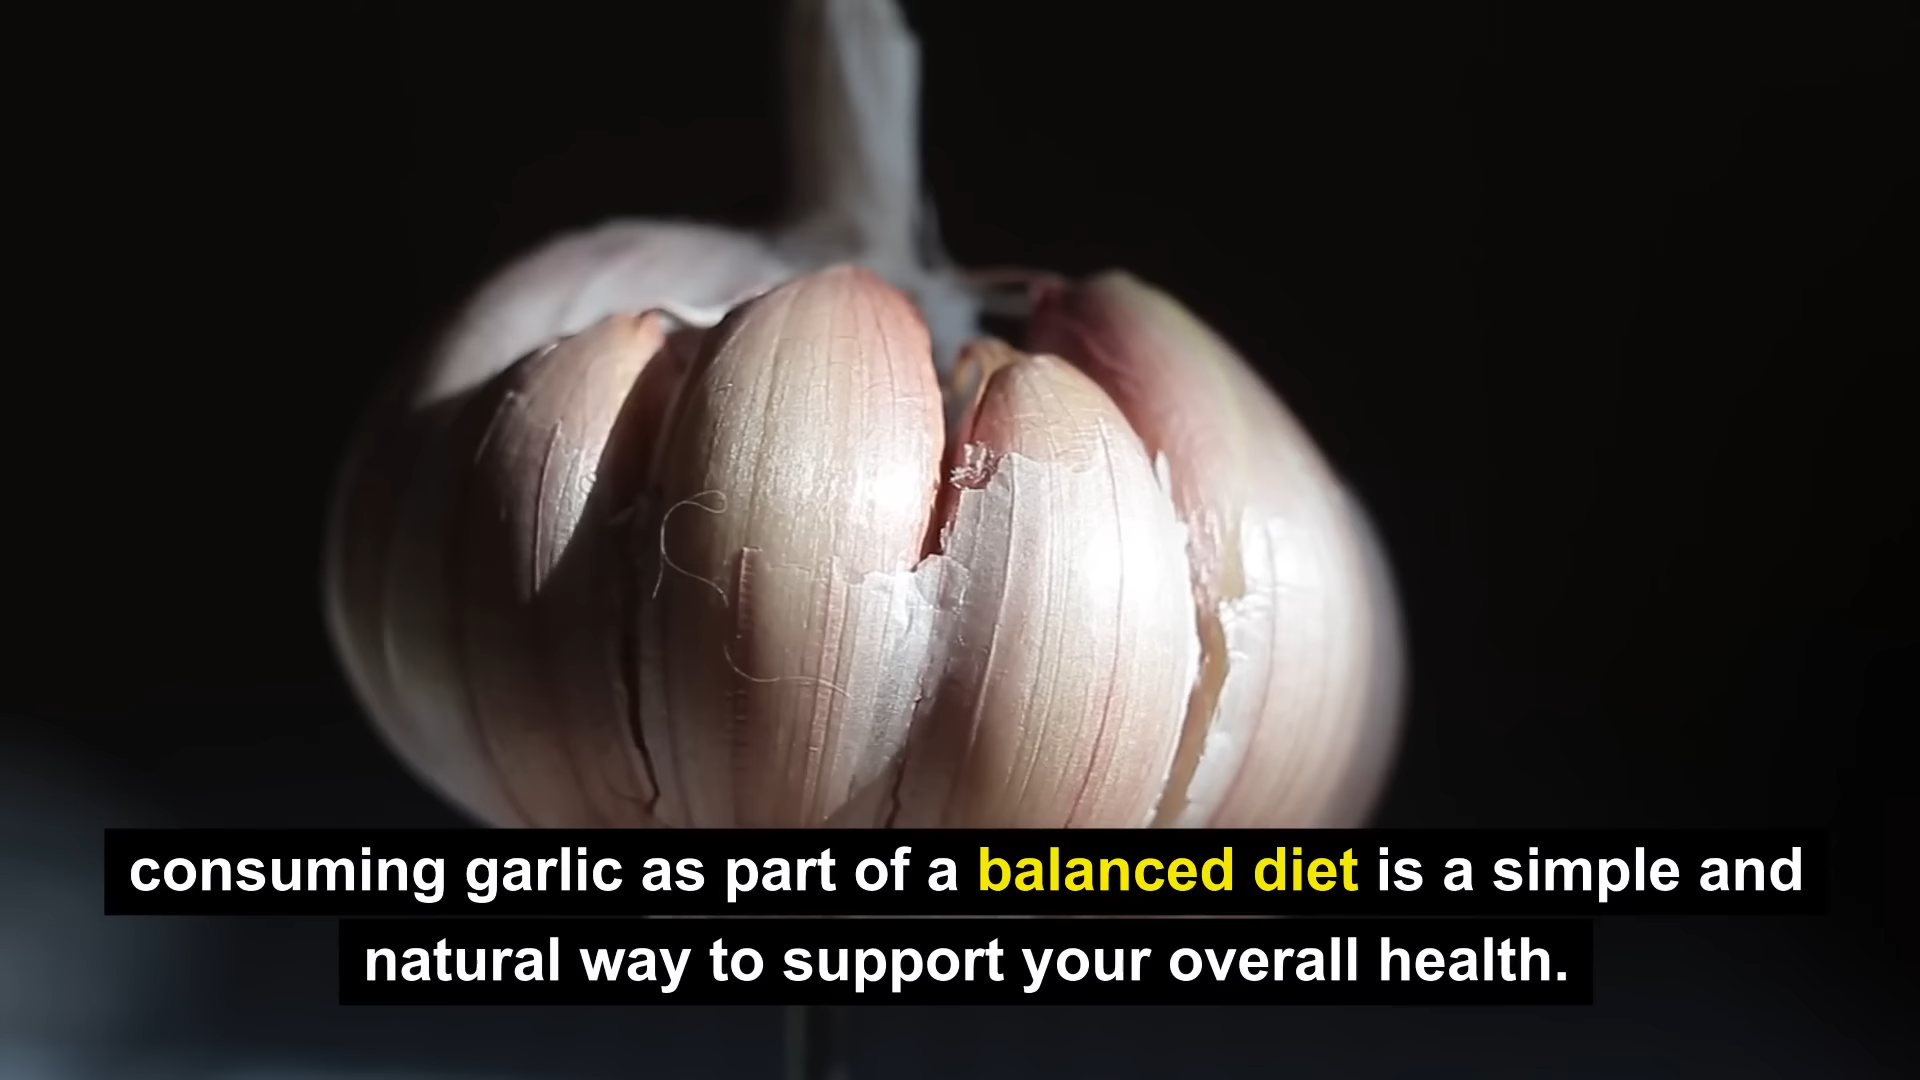 consuming garlic as part of a balanced diet is a simple and
natural way to support your overall health.